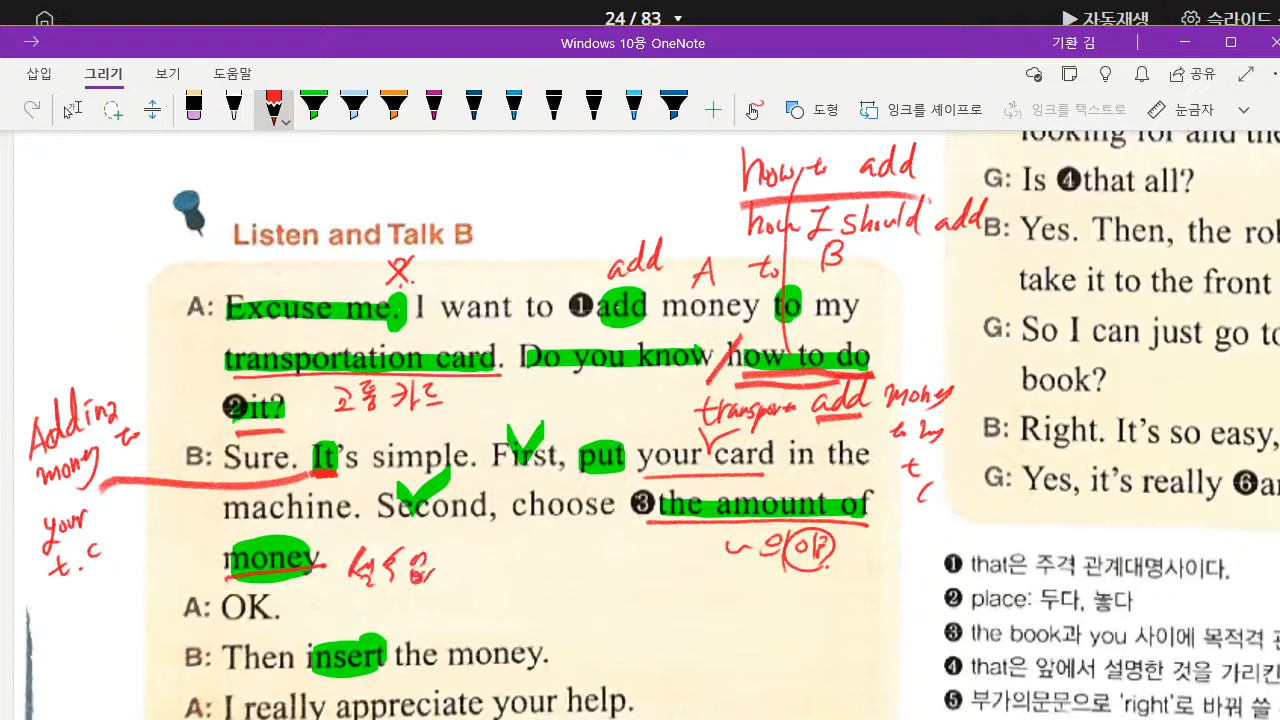 24 / 83 ▼
▶ 자동재생
슬라이드
Windows 10용 OneNote
기환 김
삽입 그리기 보기 도움말
공유
도형
잉크를 셰이프로
잉크를 텍스트로
눈금자
how to add
how I should add
Listen and Talk B
add A to B
A: Excuse me. I want to ❶add money to my
transportation card. Do you know how to do
❷it?
교통 카드
add money
to my
t
c
Adding
money to
your
t. c
B: Sure. It's simple. First, put your card in the
machine. Second, choose ❸the amount of
money.
~의 양
A: OK.
B: Then insert the money.
A: I really appreciate your help.
looking for and the
G: Is ❹that all?
B: Yes. Then, the
take it to the front
G: So I can just go to
book?
B: Right. It's so easy,
G: Yes, it's really ❻
❶ that은 주격 관계대명사이다.
❷ place: 두다, 놓다
❸ the book과 you 사이에 목적격
❹ that은 앞에서 설명한 것을 가리킨
❺ 부가의문문으로 'right'로 바꿔 쓸